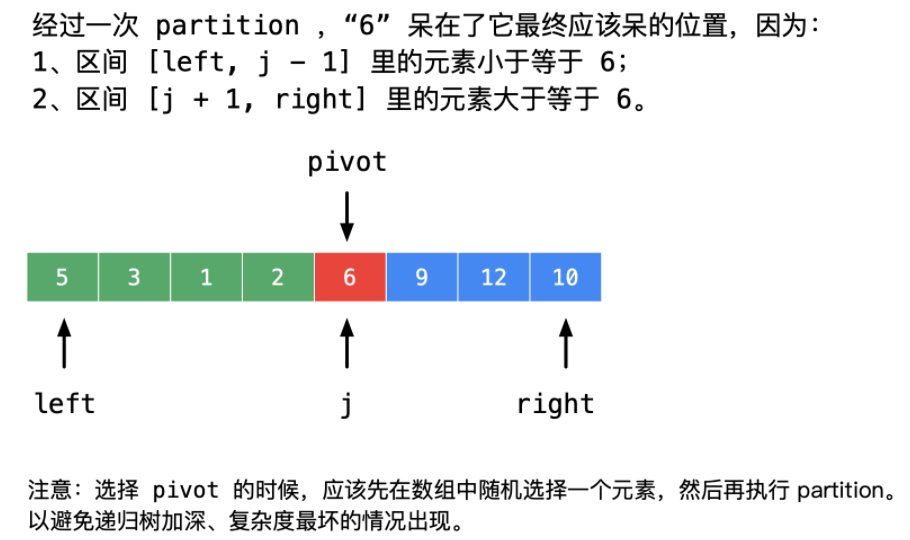 经过一次 partition ，“6” 呆在了它最终应该呆的位置，因为：
1、区间 [left, j - 1] 里的元素小于等于 6；
2、区间 [j + 1, right] 里的元素大于等于 6。
pivot
5 3 1 2 6 9 12 10
left j right
注意：选择 pivot 的时候，应该先在数组中随机选择一个元素，然后再执行 partition。
以避免递归树加深、复杂度最坏的情况出现。